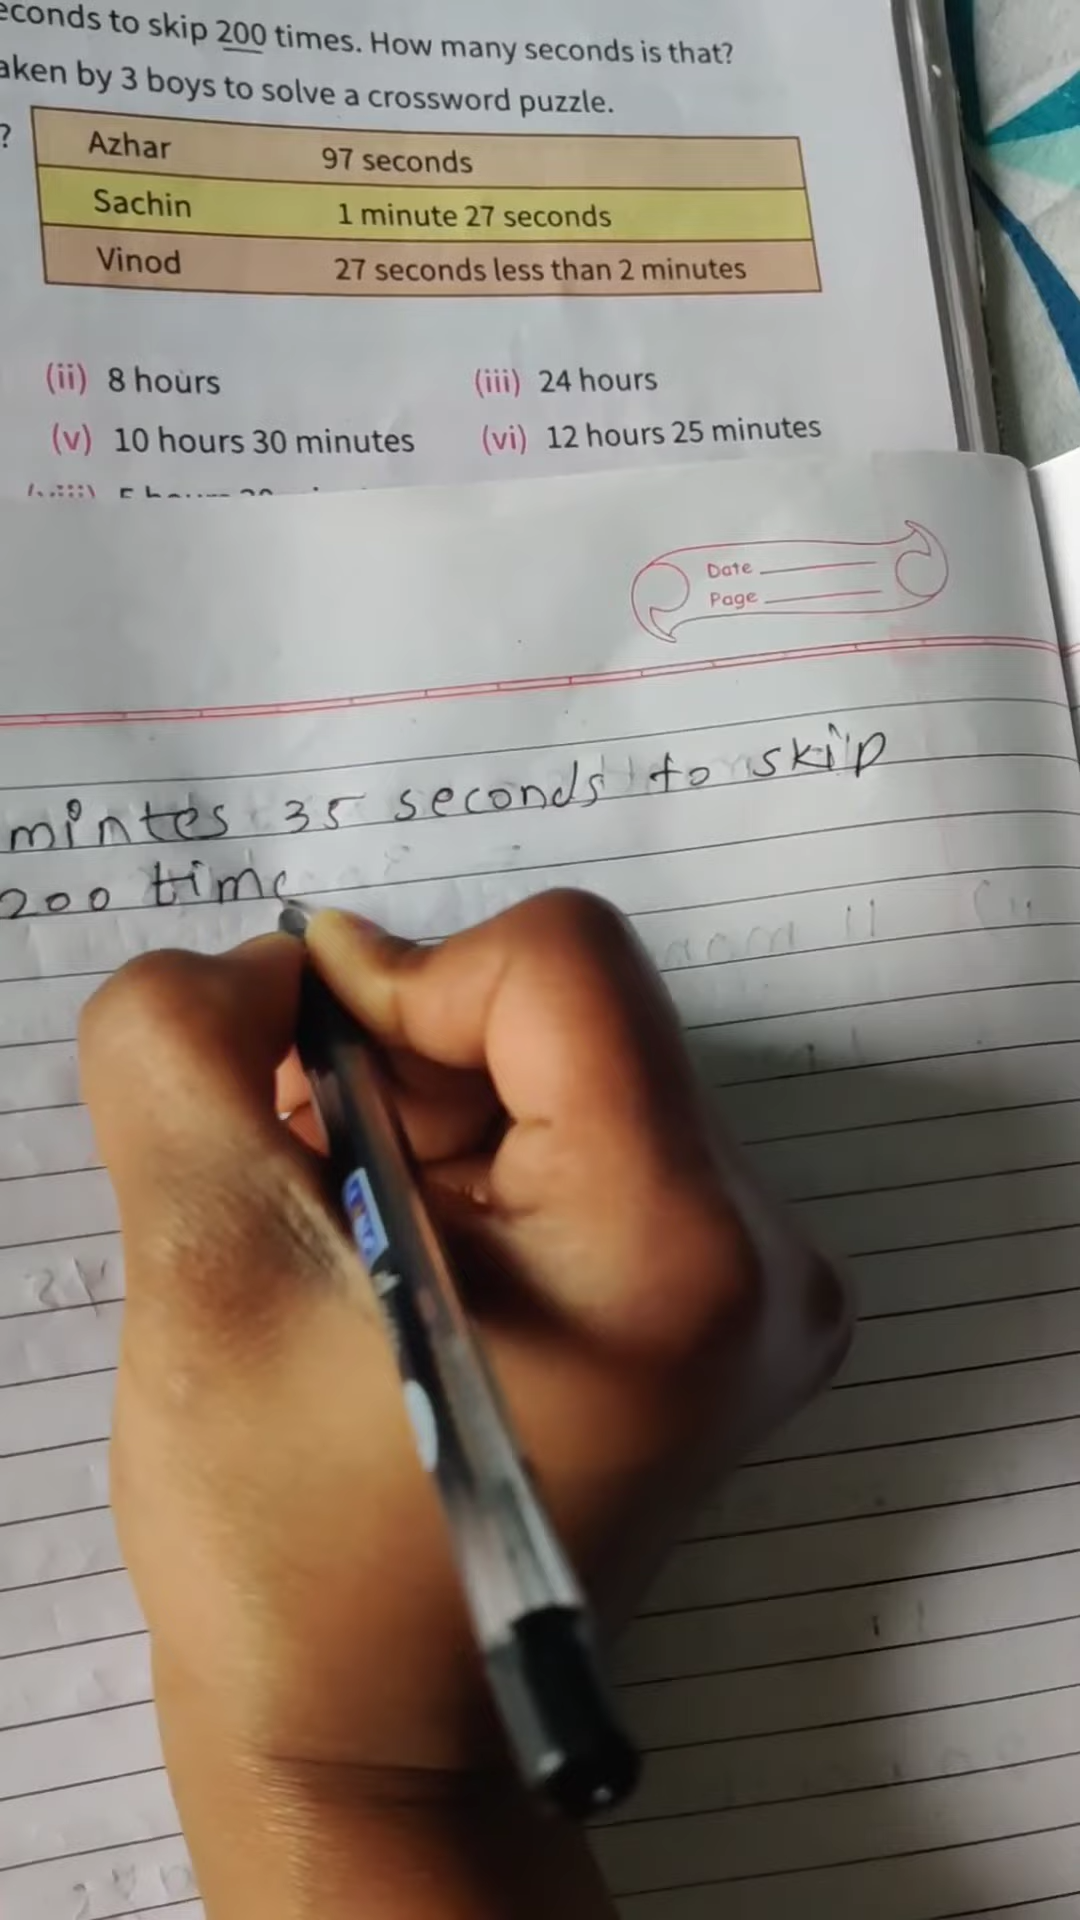 econds to skip 200 times. How many seconds is that?
aken by 3 boys to solve a crossword puzzle.
?
Azhar 97 seconds
Sachin 1 minute 27 seconds
Vinod 27 seconds less than 2 minutes
(ii) 8 hours (iii) 24 hours
(v) 10 hours 30 minutes (vi) 12 hours 25 minutes
Date
Page
mintes 35 seconds to skip
200 time